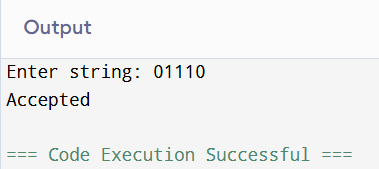 Output
Enter string: 01110
Accepted
=== Code Execution Successful ===